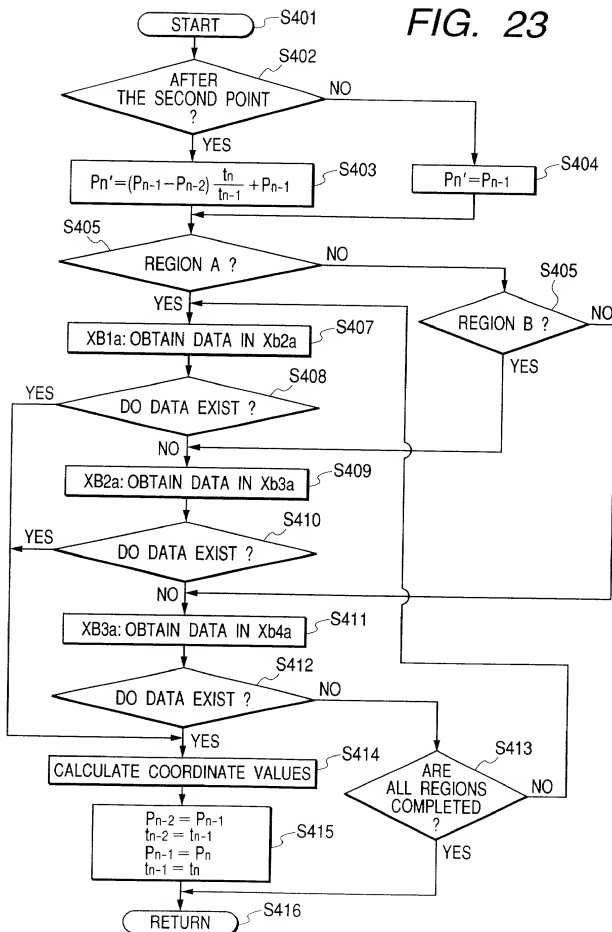 FIG. 23
START
S401
S402
AFTER
THE SECOND POINT
?
NO
YES
S403
Pn'=(Pn-1−Pn-2) tn/tn-1 +Pn-1
S404
Pn'=Pn-1
S405
REGION A ?
NO
YES
S405
REGION B ?
NO
YES
S407
XB1a: OBTAIN DATA IN Xb2a
S408
YES
DO DATA EXIST ?
NO
S409
XB2a: OBTAIN DATA IN Xb3a
S410
YES
DO DATA EXIST ?
NO
XB3a: OBTAIN DATA IN Xb4a
S411
S412
DO DATA EXIST ?
NO
YES
S413
ARE
ALL REGIONS
COMPLETED
?
NO
YES
S414
CALCULATE COORDINATE VALUES
S415
Pn-2 = Pn-1
tn-2 = tn-1
Pn-1 = Pn
tn-1 = tn
RETURN
S416